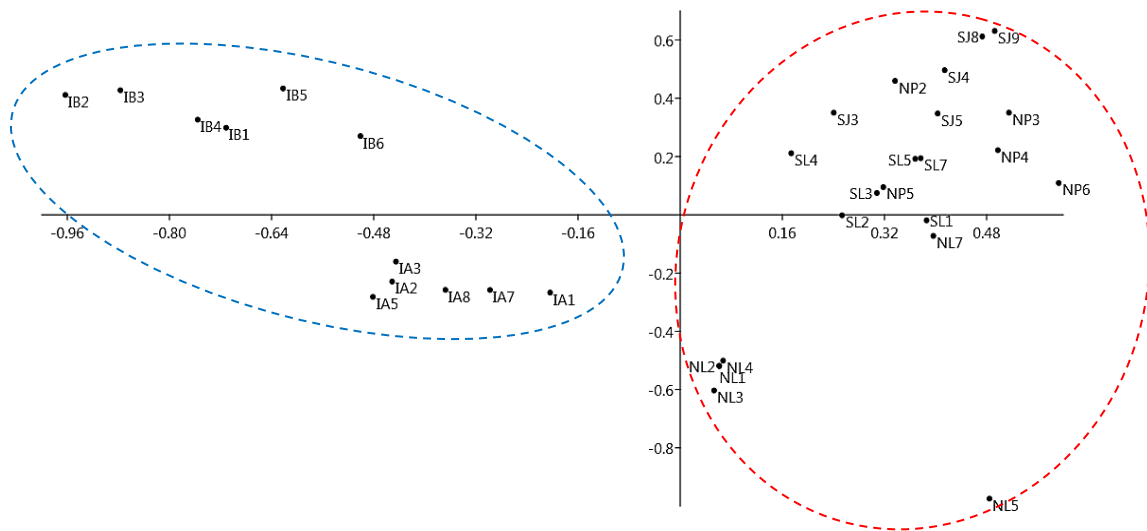 0.6
SJ8
SJ9
SJ4
NP2
0.4
IB2
IB3
IB5
SJ3
SJ5
NP3
IB4
IB1
IB6
0.2
SL4
SL5
SL7
NP4
SL3
NP5
NP6
-0.96
-0.80
-0.64
-0.48
-0.32
-0.16
0.16
0.32
0.48
SL2
SL1
NL7
IA3
IA2
IA5
IA8
IA7
IA1
-0.2
-0.4
NL2
NL4
NL1
-0.6
NL3
-0.8
NL5